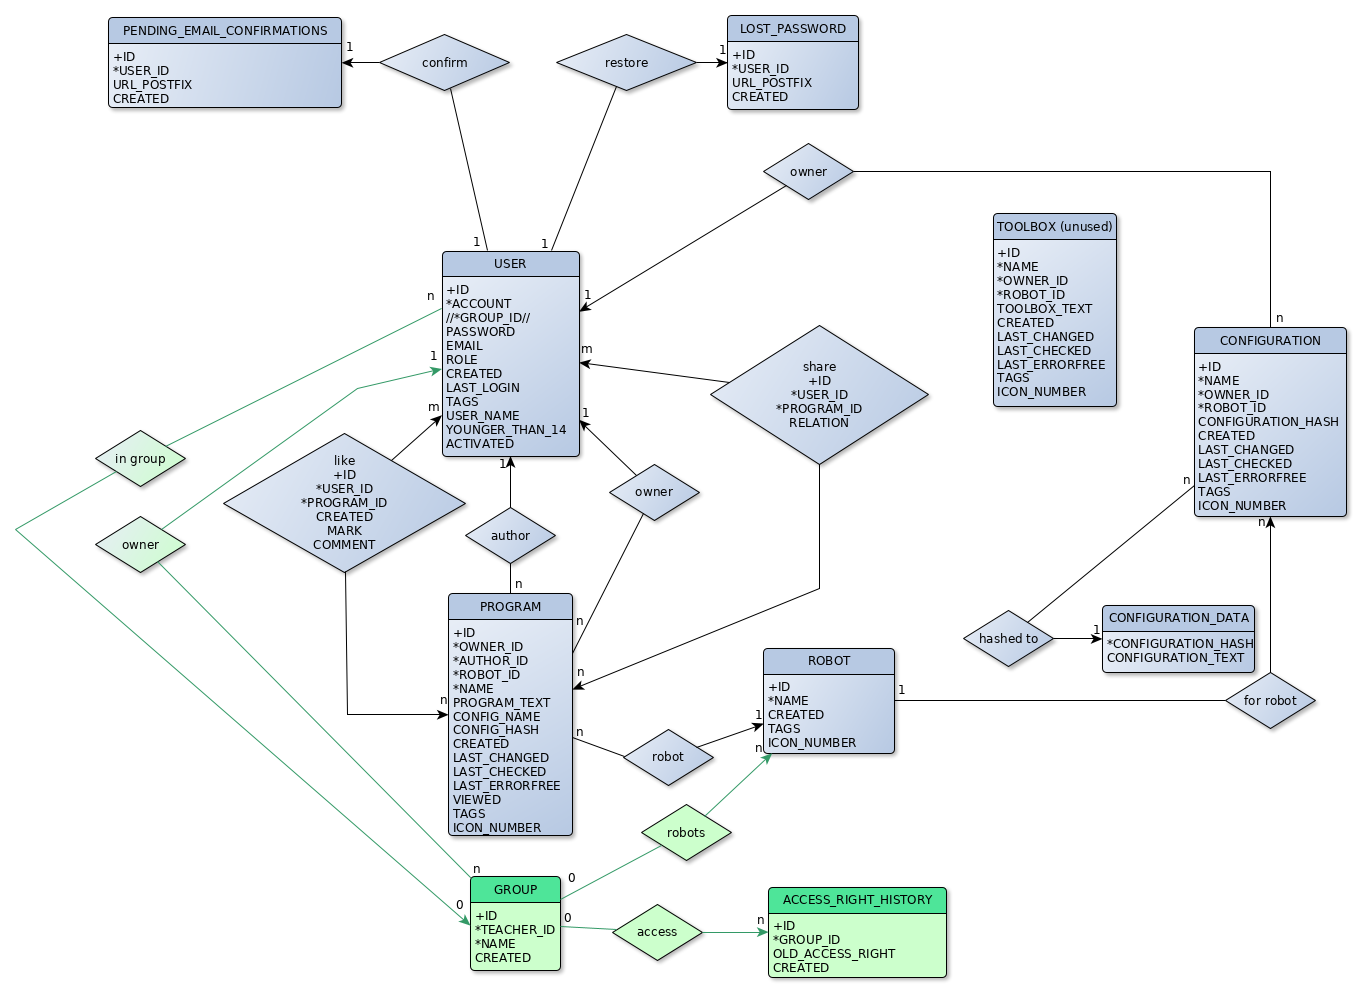 PENDING_EMAIL_CONFIRMATIONS
+ID
*USER_ID
URL_POSTFIX
CREATED
1
confirm
restore
1
LOST_PASSWORD
+ID
*USER_ID
URL_POSTFIX
CREATED
owner
1
1
TOOLBOX (unused)
+ID
*NAME
*OWNER_ID
*ROBOT_ID
TOOLBOX_TEXT
CREATED
LAST_CHANGED
LAST_CHECKED
LAST_ERRORFREE
TAGS
ICON_NUMBER
USER
+ID
*ACCOUNT
//*GROUP_ID//
PASSWORD
EMAIL
ROLE
CREATED
LAST_LOGIN
TAGS
USER_NAME
YOUNGER_THAN_14
ACTIVATED
n
1
m
1
m
1
1
n
CONFIGURATION
+ID
*NAME
*OWNER_ID
*ROBOT_ID
CONFIGURATION_HASH
CREATED
LAST_CHANGED
LAST_CHECKED
LAST_ERRORFREE
TAGS
ICON_NUMBER
n
n
share
+ID
*USER_ID
*PROGRAM_ID
RELATION
in group
owner
like
+ID
*USER_ID
*PROGRAM_ID
CREATED
MARK
COMMENT
owner
author
n
n
n
n
n
PROGRAM
+ID
*OWNER_ID
*AUTHOR_ID
*ROBOT_ID
*NAME
PROGRAM_TEXT
CONFIG_NAME
CONFIG_HASH
CREATED
LAST_CHANGED
LAST_CHECKED
LAST_ERRORFREE
VIEWED
TAGS
ICON_NUMBER
hashed to
1
CONFIGURATION_DATA
*CONFIGURATION_HASH
CONFIGURATION_TEXT
ROBOT
+ID
*NAME
CREATED
TAGS
ICON_NUMBER
1
for robot
robot
1
n
robots
n
0
0
0
GROUP
+ID
*TEACHER_ID
*NAME
CREATED
access
n
ACCESS_RIGHT_HISTORY
+ID
*GROUP_ID
OLD_ACCESS_RIGHT
CREATED